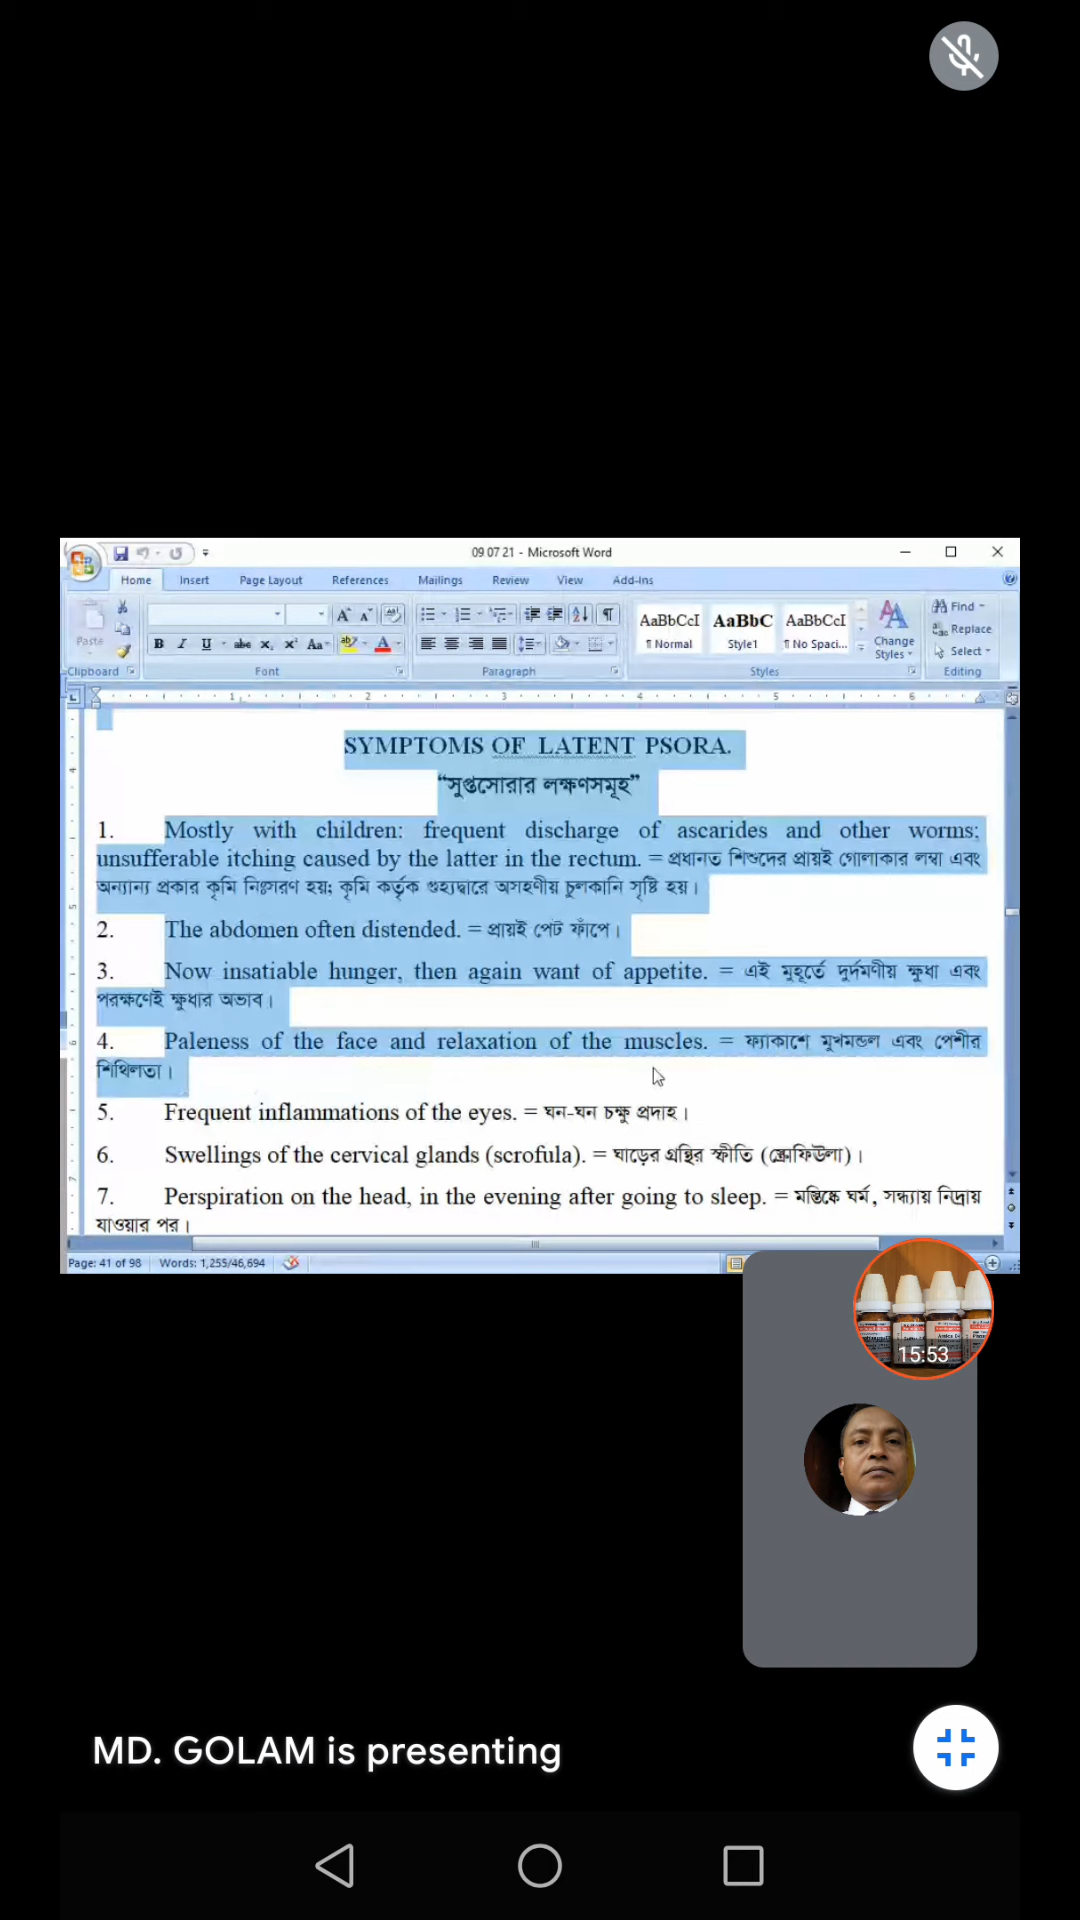 09 07 21 - Microsoft Word
Home Insert Page Layout References Mailings Review View Add-Ins
AaBbCcI AaBbC AaBbCcI
Find
Paste
Replace
¶ Normal Style1 ¶ No Spaci...
Change Styles
Select
Clipboard Font Paragraph Styles Editing
SYMPTOMS OF LATENT PSORA.
“সুপ্তসোরার লক্ষণসমূহ”
1. Mostly with children: frequent discharge of ascarides and other worms;
unsufferable itching caused by the latter in the rectum. = প্রধানত শিশুদের প্রায়ই গোলাকার লম্বা এবং
অন্যান্য প্রকার কৃমি নিঃসারণ হয়; কৃমি কর্তৃক গুহ্যদ্বারে অসহণীয় চুলকানি সৃষ্টি হয়।
2. The abdomen often distended. = প্রায়ই পেট ফাঁপে।
3. Now insatiable hunger, then again want of appetite. = এই মুহূর্তে দুর্দমণীয় ক্ষুধা এবং
পরক্ষণেই ক্ষুধার অভাব।
4. Paleness of the face and relaxation of the muscles. = ফ্যাকাশে মুখমন্ডল এবং পেশীর
শিথিলতা।
5. Frequent inflammations of the eyes. = ঘন-ঘন চক্ষু প্রদাহ।
6. Swellings of the cervical glands (scrofula). = ঘাড়ের গ্রন্থির স্ফীতি (স্ক্রোফিউলা)।
7. Perspiration on the head, in the evening after going to sleep. = মস্তিষ্কে ঘর্ম, সন্ধ্যায় নিদ্রায়
যাওয়ার পর।
Page: 41 of 98 Words: 1,255/46,694
15:53
MD. GOLAM is presenting